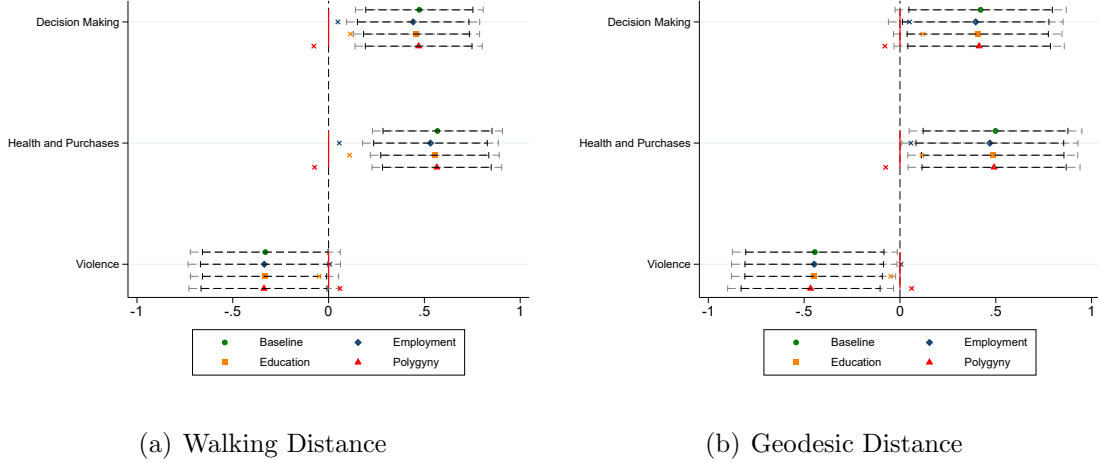 Decision Making
Health and Purchases
Violence
-1 -.5 0 .5 1
Baseline Employment
Education Polygyny
(a) Walking Distance
Decision Making
Health and Purchases
Violence
-1 -.5 0 .5 1
Baseline Employment
Education Polygyny
(b) Geodesic Distance